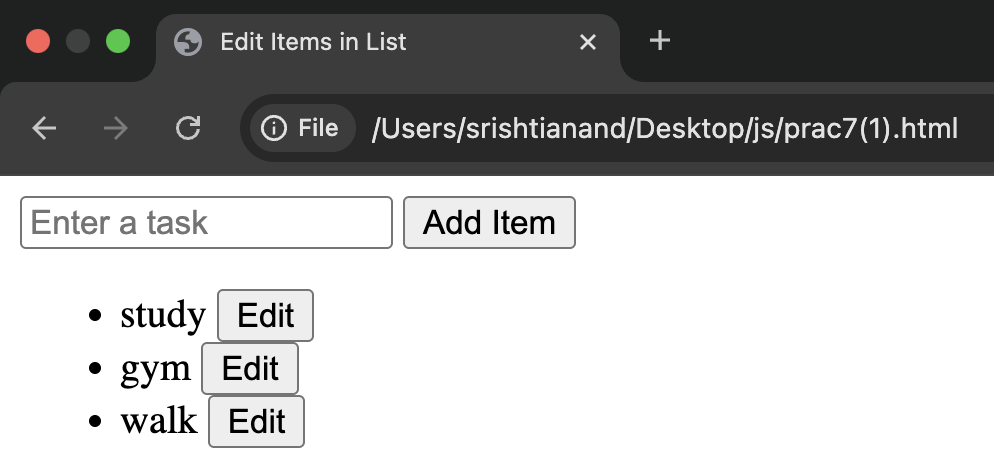 Edit Items in List
File /Users/srishtianand/Desktop/js/prac7(1).html
Enter a task Add Item
study Edit
gym Edit
walk Edit